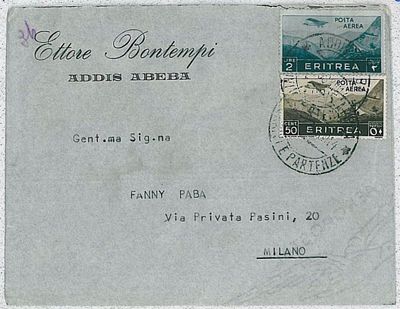 Ettore Bontempi
ADDIS ABEBA
POSTA
AEREA
LIRE
2
ERITREA
POSTA
AEREA
CENT.
50
ERITREA
PARTENZE
Gent.ma Sig.na
FANNY PABA
Via Privata Pasini, 20
MILANO